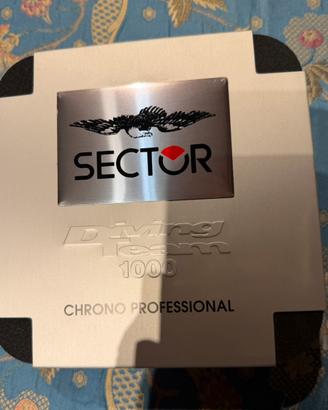 SECTOR
Diving
Team
1000
CHRONO PROFESSIONAL